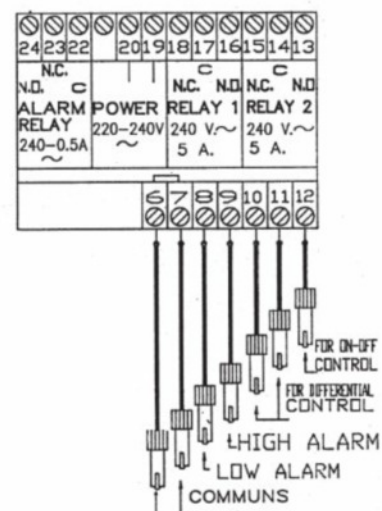 24 23 22 20 19 18 17 16 15 14 13
N.C. C C
N.O. C N.C. N.O. N.C. N.O
ALARM POWER RELAY 1 RELAY 2
RELAY 220-240V 240 V.~ 240 V.~
240-0.5A ~ 5 A. 5 A.
~
6 7 8 9 10 11 12
FOR ON-OFF
CONTROL
FOR DIFFERENTIAL
CONTROL
HIGH ALARM
LOW ALARM
COMMUNS